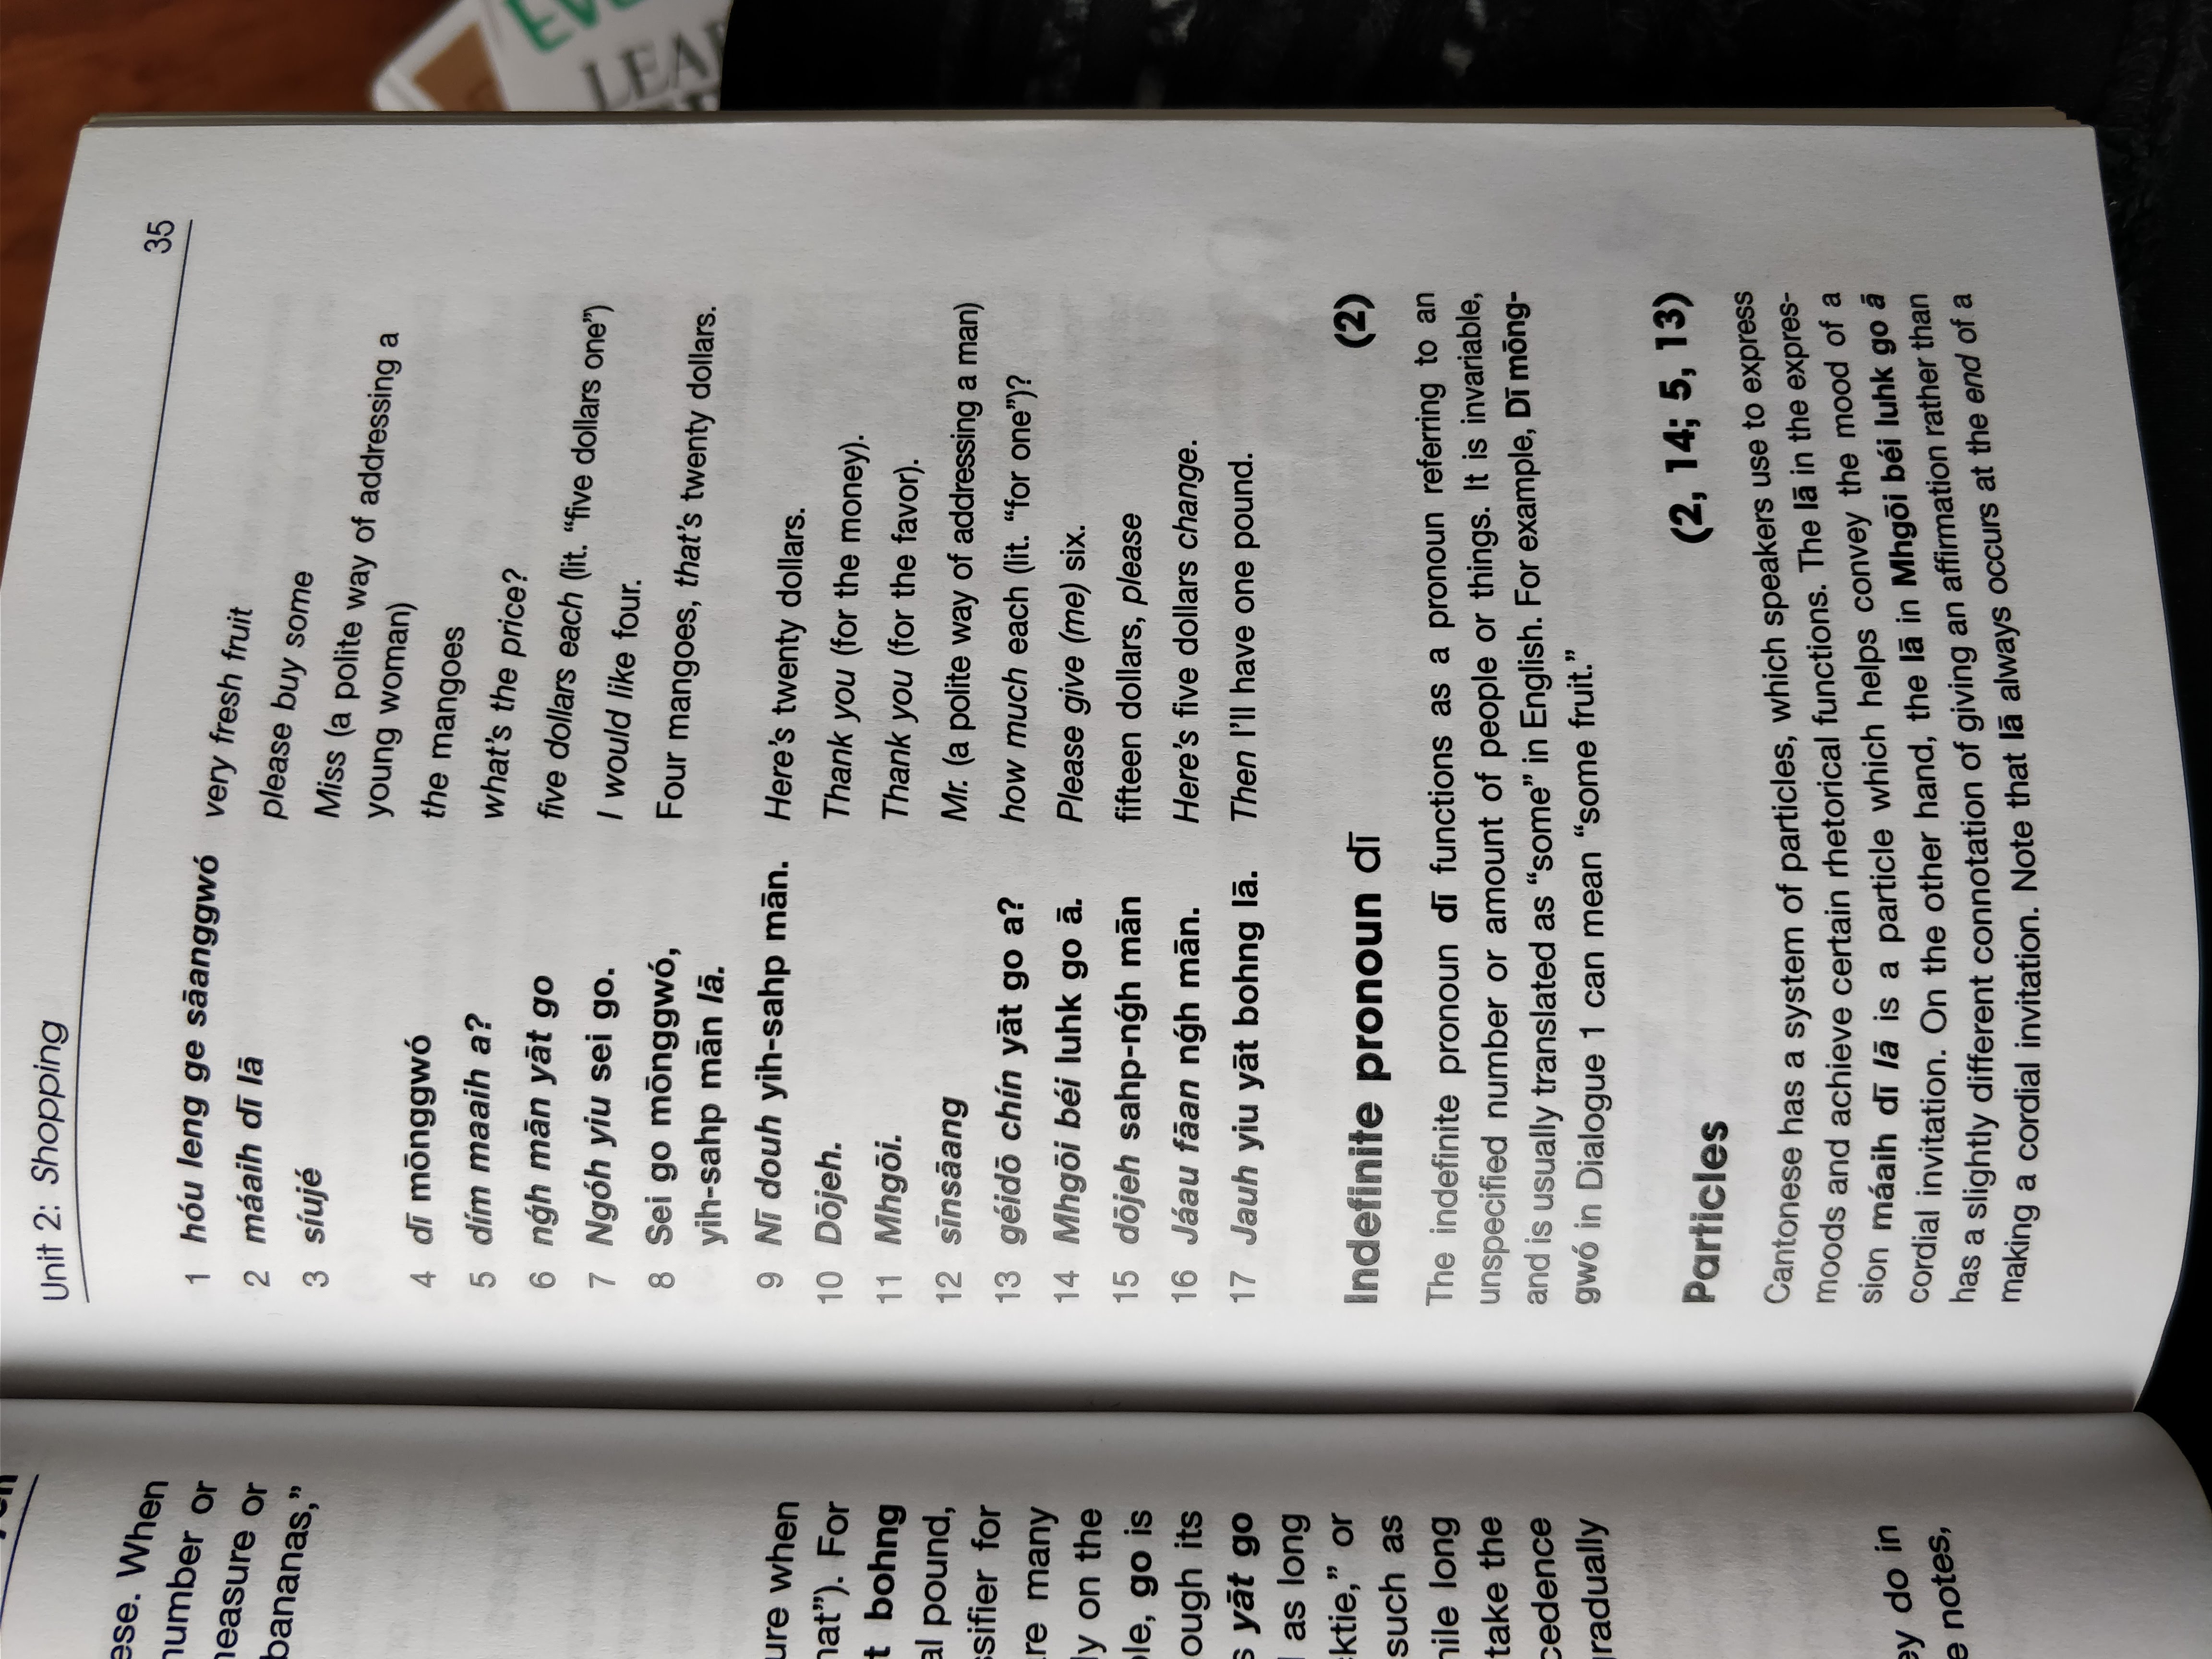 Unit 2: Shopping 35
1 hóu leng ge sāanggwó very fresh fruit
2 máaih dī lā please buy some
3 síujé Miss (a polite way of addressing a
young woman)
4 dī mōnggwó the mangoes
5 dím maaih a? what's the price?
6 nǵh mān yāt go five dollars each (lit. “five dollars one”)
7 Ngóh yiu sei go. I would like four.
8 Sei go mōnggwó, Four mangoes, that's twenty dollars.
yih-sahp mān lā.
9 Nī douh yih-sahp mān. Here's twenty dollars.
10 Dōjeh. Thank you (for the money).
11 Mhgōi. Thank you (for the favor).
12 sīnsāang Mr. (a polite way of addressing a man)
13 géidō chín yāt go a? how much each (lit. “for one”)?
14 Mhgōi béi luhk go ā. Please give (me) six.
15 dōjeh sahp-nǵh mān fifteen dollars, please
16 Jáau fāan nǵh mān. Here's five dollars change.
17 Jauh yiu yāt bohng lā. Then I'll have one pound.
Indefinite pronoun dī (2)
The indefinite pronoun dī functions as a pronoun referring to an
unspecified number or amount of people or things. It is invariable,
and is usually translated as “some” in English. For example, Dī mōng-
gwó in Dialogue 1 can mean “some fruit.”
Particles (2, 14; 5, 13)
Cantonese has a system of particles, which speakers use to express
moods and achieve certain rhetorical functions. The lā in the expres-
sion máaih dī lā is a particle which helps convey the mood of a
cordial invitation. On the other hand, the lā in Mhgōi béi luhk go ā
has a slightly different connotation of giving an affirmation rather than
making a cordial invitation. Note that lā always occurs at the end of a
ese. When
number or
measure or
bananas,”
ure when
hat”). For
t bohng
al pound,
ssifier for
re many
ly on the
ple, go is
ough its
s yāt go
l as long
cktie,” or
such as
hile long
take the
cedence
gradually
ey do in
e notes,
LEA